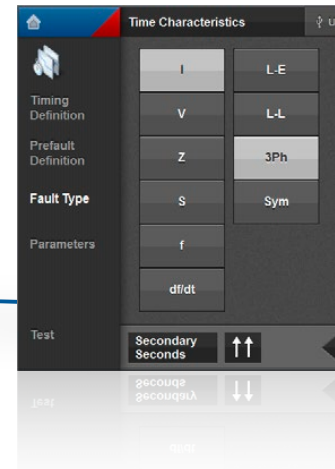 Time Characteristics
U
Timing
Definition
Prefault
Definition
Fault Type
Parameters
Test
I
L-E
V
L-L
Z
3Ph
S
Sym
f
df/dt
Secondary
Seconds